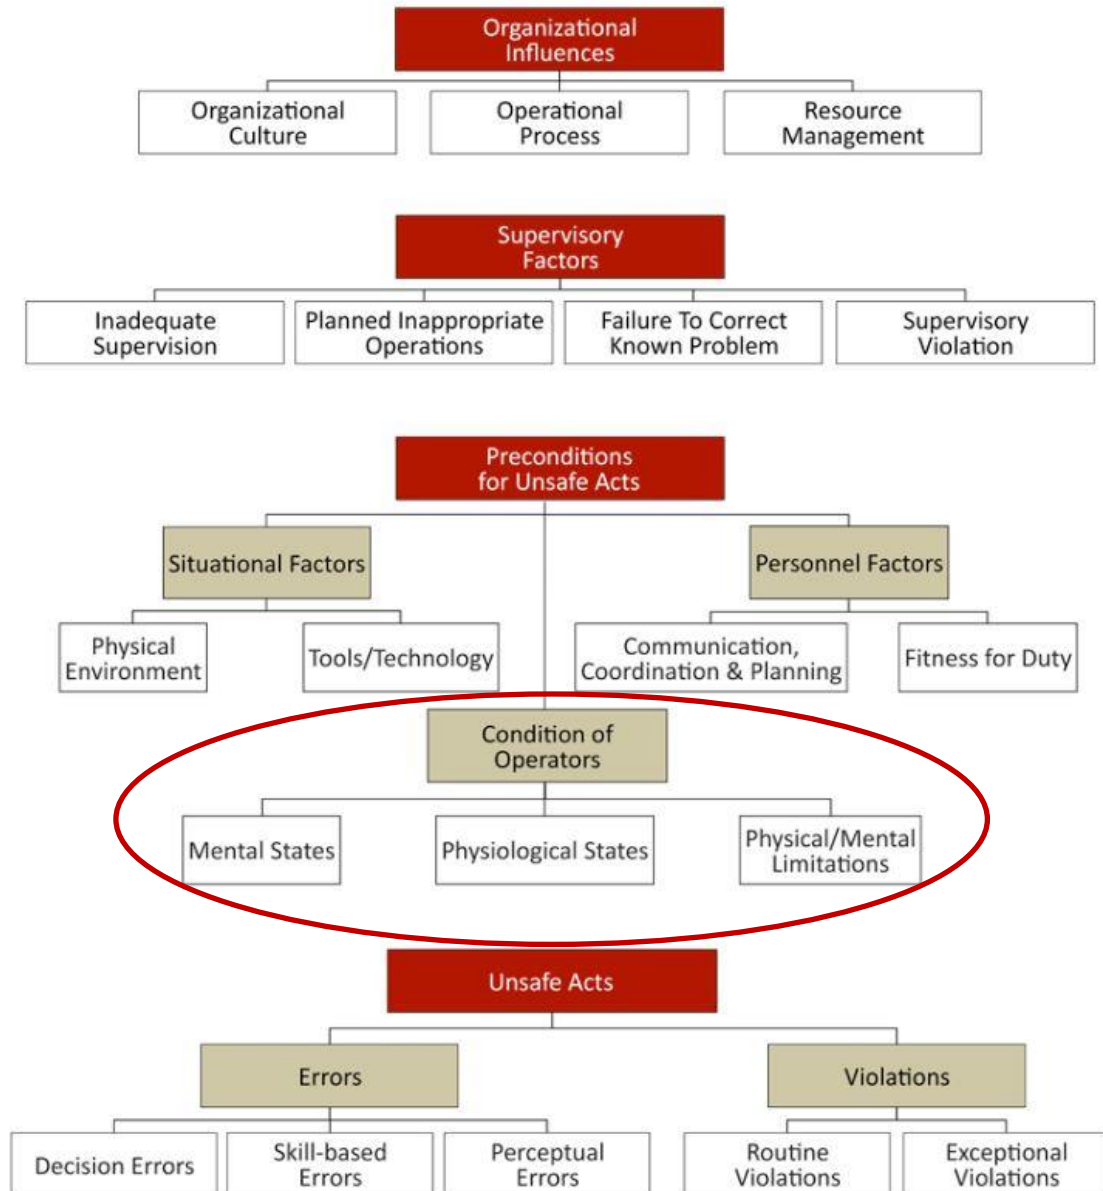 Organizational
Influences
Organizational
Culture
Operational
Process
Resource
Management
Supervisory
Factors
Inadequate
Supervision
Planned Inappropriate
Operations
Failure To Correct
Known Problem
Supervisory
Violation
Preconditions
for Unsafe Acts
Situational Factors
Personnel Factors
Physical
Environment
Tools/Technology
Communication,
Coordination & Planning
Fitness for Duty
Condition of
Operators
Mental States
Physiological States
Physical/Mental
Limitations
Unsafe Acts
Errors
Violations
Decision Errors
Skill-based
Errors
Perceptual
Errors
Routine
Violations
Exceptional
Violations